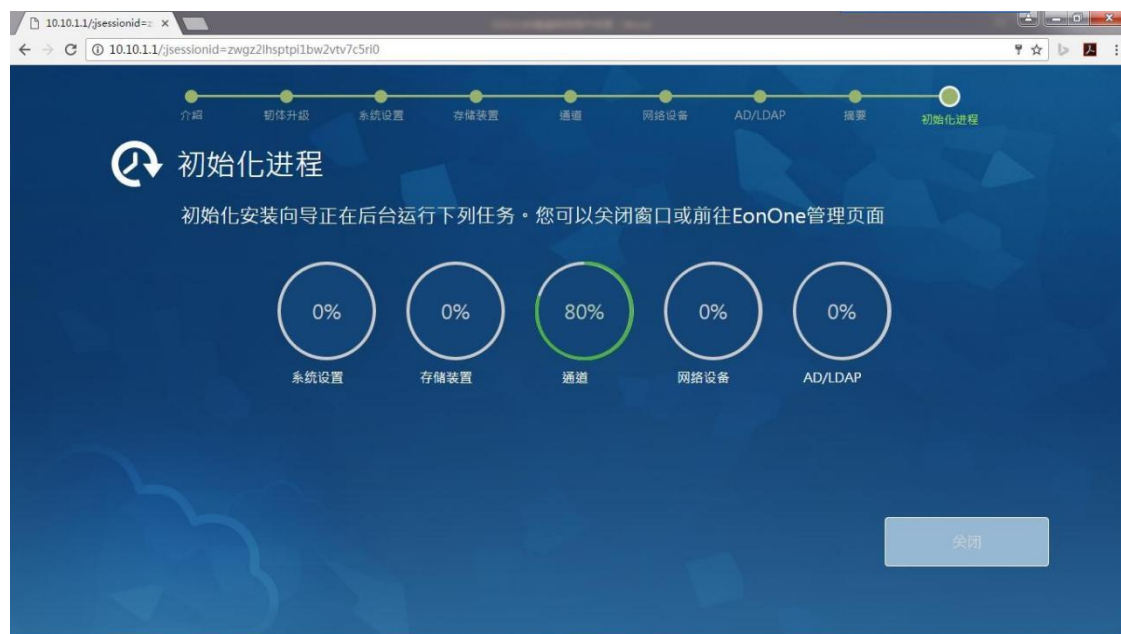 10.10.1.1/;jsessionid=z
10.10.1.1/;jsessionid=zwgz2lhsptpi1bw2vtv7c5ri0
介紹 韧体升級 系统设置 存储装置 通道 网络设备 AD/LDAP 摘要 初始化进程
初始化进程
初始化安装向导正在后台运行下列任务。您可以关闭窗口或前往EonOne管理页面
0% 0% 80% 0% 0%
系统设置 存储装置 通道 网络设备 AD/LDAP
关闭